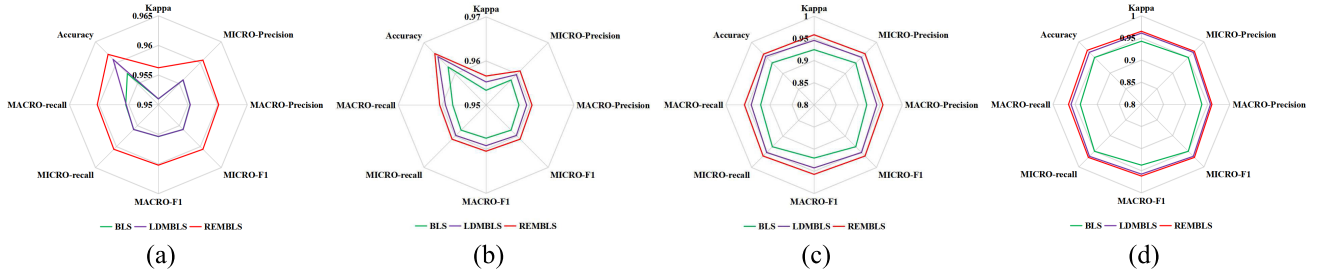 Kappa
0.965
Accuracy
0.96
MICRO-Precision
0.955
MACRO-recall
0.95
MACRO-Precision
MICRO-recall
MICRO-F1
MACRO-F1
BLS LDMBLS REMBLS
(a)
Kappa
0.97
Accuracy
MICRO-Precision
0.96
MACRO-recall
0.95
MACRO-Precision
MICRO-recall
MICRO-F1
MACRO-F1
BLS LDMBLS REMBLS
(b)
Kappa
1
Accuracy
0.95
MICRO-Precision
0.9
0.85
MACRO-recall
0.8
MACRO-Precision
MICRO-recall
MICRO-F1
MACRO-F1
BLS LDMBLS REMBLS
(c)
Kappa
1
Accuracy
0.95
MICRO-Precision
0.9
0.85
MACRO-recall
0.8
MACRO-Precision
MICRO-recall
MICRO-F1
MACRO-F1
BLS LDMBLS REMBLS
(d)